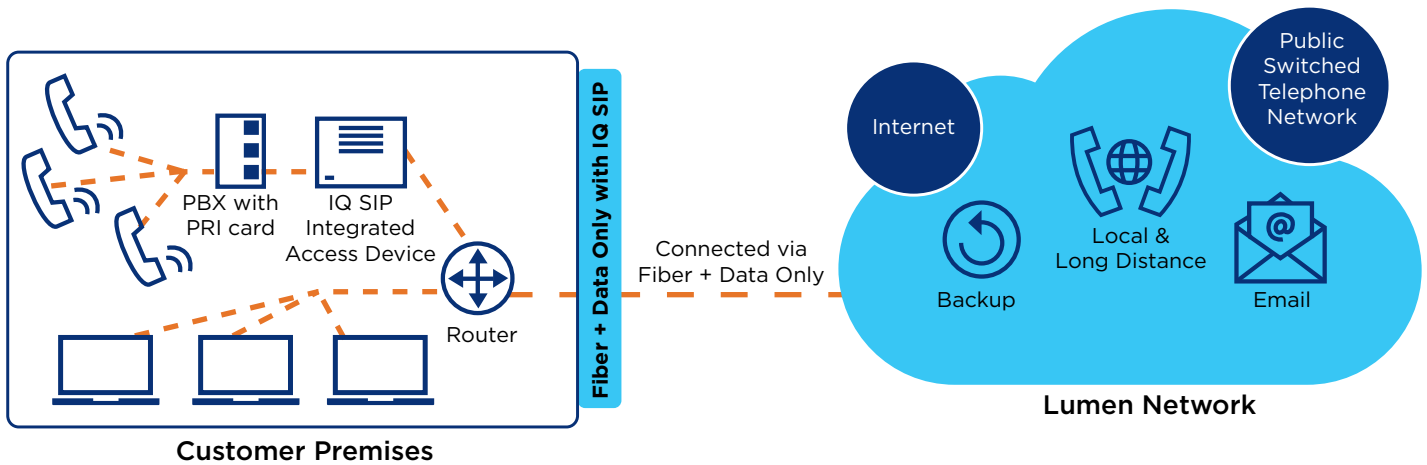 PBX with
PRI card
IQ SIP
Integrated
Access Device
Router
Customer Premises
Fiber + Data Only with IQ SIP
Connected via
Fiber + Data Only
Internet
Public
Switched
Telephone
Network
Backup
Local &
Long Distance
@
Email
Lumen Network